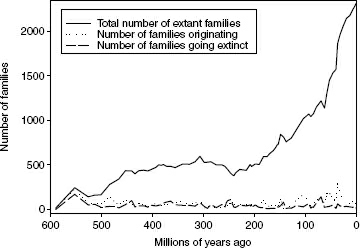 Total number of extant families
Number of families originating
Number of families going extinct
Number of families
2000
1500
1000
500
0
600
500
400
300
200
100
0
Millions of years ago